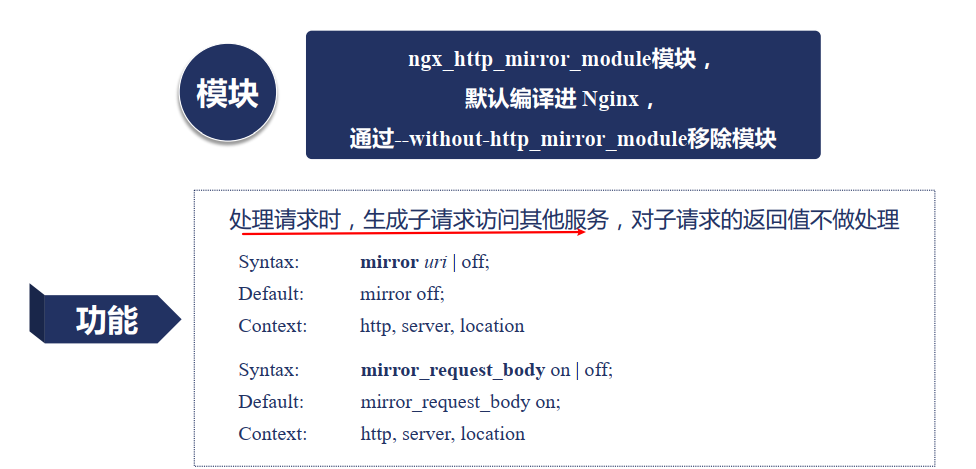 模块
ngx_http_mirror_module模块，
默认编译进 Nginx，
通过--without-http_mirror_module移除模块
处理请求时，生成子请求访问其他服务，对子请求的返回值不做处理
功能
Syntax: mirror uri | off;
Default: mirror off;
Context: http, server, location
Syntax: mirror_request_body on | off;
Default: mirror_request_body on;
Context: http, server, location